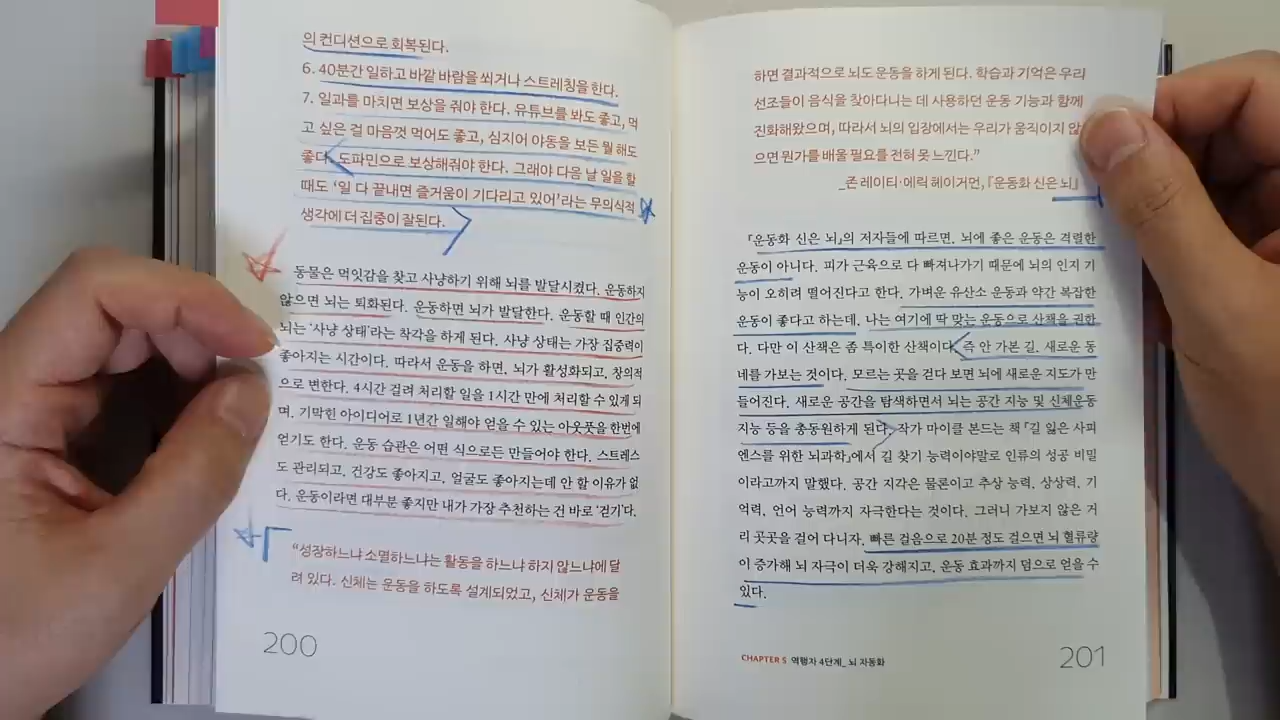 의 컨디션으로 회복된다.
6. 40분간 일하고 바깥 바람을 쐬거나 스트레칭을 한다.
7. 일과를 마치면 보상을 줘야 한다. 유튜브를 봐도 좋고, 먹
고 싶은 걸 마음껏 먹어도 좋고, 심지어 야동을 보든 뭘 해도
좋다. 도파민으로 보상해줘야 한다. 그래야 다음 날 일을 할
때도 ‘일 다 끝내면 즐거움이 기다리고 있어’라는 무의식적
생각에 더 집중이 잘된다.
동물은 먹잇감을 찾고 사냥하기 위해 뇌를 발달시켰다. 운동하지
않으면 뇌는 퇴화된다. 운동하면 뇌가 발달한다. 운동할 때 인간의
뇌는 ‘사냥 상태’라는 착각을 하게 된다. 사냥 상태는 가장 집중력이
좋아지는 시간이다. 따라서 운동을 하면, 뇌가 활성화되고, 창의적
으로 변한다. 4시간 걸려 처리할 일을 1시간 만에 처리할 수 있게 되
며, 기막힌 아이디어로 1년간 일해야 얻을 수 있는 아웃풋을 한번에
얻기도 한다. 운동 습관은 어떤 식으로든 만들어야 한다. 스트레스
도 관리되고, 건강도 좋아지고, 얼굴도 좋아지는데 안 할 이유가 없
다. 운동이라면 대부분 좋지만 내가 가장 추천하는 건 바로 ‘걷기’다.
“성장하느냐 소멸하느냐는 활동을 하느냐 하지 않느냐에 달
려 있다. 신체는 운동을 하도록 설계되었고, 신체가 운동을
200
하면 결과적으로 뇌도 운동을 하게 된다. 학습과 기억은 우리
선조들이 음식을 찾아다니는 데 사용하던 운동 기능과 함께
진화해왔으며, 따라서 뇌의 입장에서는 우리가 움직이지 않
으면 뭔가를 배울 필요를 전혀 못 느낀다.”
_존 레이티·에릭 헤이거먼, 『운동화 신은 뇌』
『운동화 신은 뇌』의 저자들에 따르면, 뇌에 좋은 운동은 격렬한
운동이 아니다. 피가 근육으로 다 빠져나가기 때문에 뇌의 인지 기
능이 오히려 떨어진다고 한다. 가벼운 유산소 운동과 약간 복잡한
운동이 좋다고 하는데, 나는 여기에 딱 맞는 운동으로 산책을 권한
다. 다만 이 산책은 좀 특이한 산책이다. 즉 안 가본 길, 새로운 동
네를 가보는 것이다. 모르는 곳을 걷다 보면 뇌에 새로운 지도가 만
들어진다. 새로운 공간을 탐색하면서 뇌는 공간 지능 및 신체운동
지능 등을 총동원하게 된다. 작가 마이클 본드는 책 『길 잃은 사피
엔스를 위한 뇌과학』에서 길 찾기 능력이야말로 인류의 성공 비밀
이라고까지 말했다. 공간 지각은 물론이고 추상 능력, 상상력, 기
억력, 언어 능력까지 자극한다는 것이다. 그러니 가보지 않은 거
리 곳곳을 걸어 다니자. 빠른 걸음으로 20분 정도 걸으면 뇌 혈류량
이 증가해 뇌 자극이 더욱 강해지고, 운동 효과까지 덤으로 얻을 수
있다.
CHAPTER 5 역행자 4단계_ 뇌 자동화
201